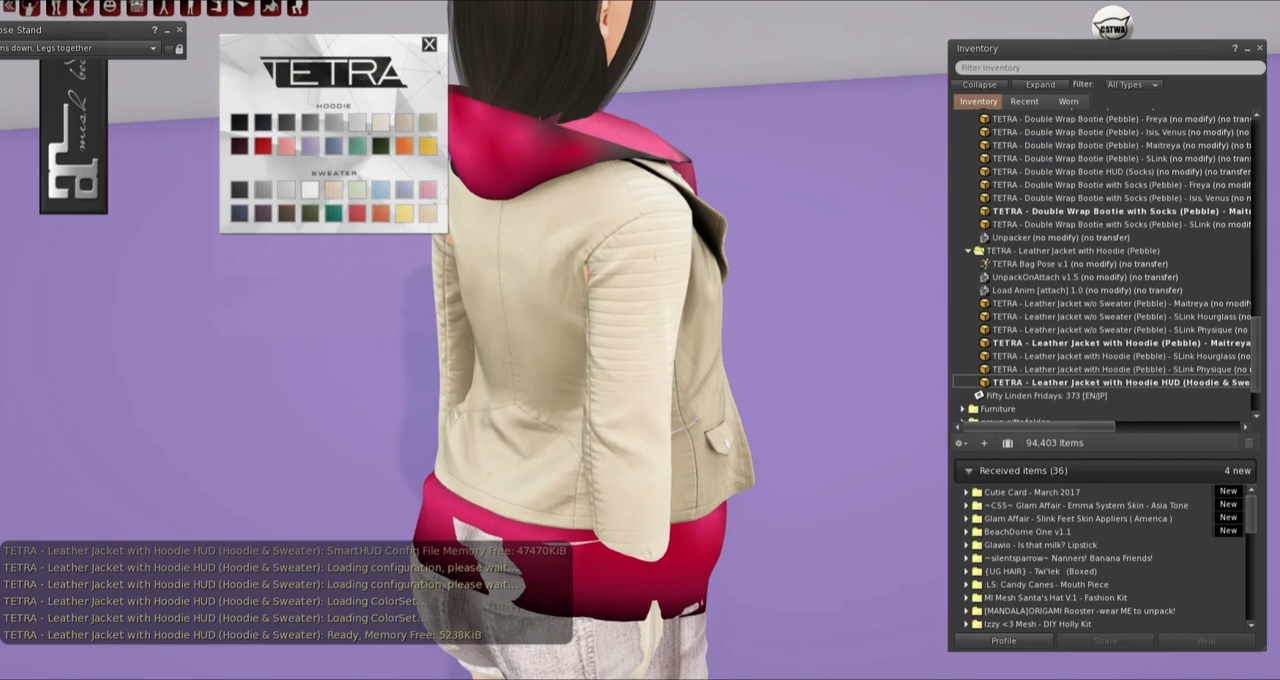 ose Stand
ms down, Legs together
mesh bo
TETRA
HOODIE
SWEATER
CATWA
Inventory
Filter Inventory
Collapse
Expand
Filter:
All Types
Inventory
Recent
Worn
TETRA - Double Wrap Bootie (Pebble) - Freya (no modify) (no tran
TETRA - Double Wrap Bootie (Pebble) - Isis, Venus (no modify) (no
TETRA - Double Wrap Bootie (Pebble) - Maitreya (no modify) (no t
TETRA - Double Wrap Bootie (Pebble) - SLink (no modify) (no trans
TETRA - Double Wrap Bootie HUD (Socks) (no modify) (no transfer)
TETRA - Double Wrap Bootie with Socks (Pebble) - Freya (no modif
TETRA - Double Wrap Bootie with Socks (Pebble) - Isis, Venus (no r
TETRA - Double Wrap Bootie with Socks (Pebble) - Mait
TETRA - Double Wrap Bootie with Socks (Pebble) - SLink (no modif
Unpacker (no modify) (no transfer)
TETRA - Leather Jacket with Hoodie (Pebble)
TETRA Bag Pose v.1 (no modify) (no transfer)
UnpackOnAttach v1.5 (no modify) (no transfer)
Load Anim [attach] 1.0 (no modify) (no transfer)
TETRA - Leather Jacket w/o Sweater (Pebble) - Maitreya (no modif
TETRA - Leather Jacket w/o Sweater (Pebble) - SLink Hourglass (no
TETRA - Leather Jacket w/o Sweater (Pebble) - SLink Physique (no
TETRA - Leather Jacket with Hoodie (Pebble) - Maitreya
TETRA - Leather Jacket with Hoodie (Pebble) - SLink Hourglass (no
TETRA - Leather Jacket with Hoodie (Pebble) - SLink Physique (no
TETRA - Leather Jacket with Hoodie HUD (Hoodie & Swe
Fifty Linden Fridays: 373 [EN/JP]
Furniture
94,403 Items
Received items (36)
4 new
Cutie Card - March 2017 New
~CSS~ Glam Affair - Emma System Skin - Asia Tone New
Glam Affair - Slink Feet Skin Appliers ( America ) New
BeachDome One v1.1 New
Glawio - Is that milk? Lipstick
~silentsparrow~ Nanners! Banana Friends!
{UG HAIR} - Twi'lek (Boxed)
:LS: Candy Canes - Mouth Piece
MI Mesh Santa's Hat V.1 - Fashion Kit
[MANDALA]ORIGAMI Rooster -wear ME to unpack!
Izzy <3 Mesh - DIY Holly Kit
Profile
Share
Wear
TETRA - Leather Jacket with Hoodie HUD (Hoodie & Sweater): SmartHUD Config File Memory Free: 47470KiB
TETRA - Leather Jacket with Hoodie HUD (Hoodie & Sweater): Loading configuration, please wait...
TETRA - Leather Jacket with Hoodie HUD (Hoodie & Sweater): Loading configuration, please wait...
TETRA - Leather Jacket with Hoodie HUD (Hoodie & Sweater): Loading ColorSet...
TETRA - Leather Jacket with Hoodie HUD (Hoodie & Sweater): Loading ColorSet...
TETRA - Leather Jacket with Hoodie HUD (Hoodie & Sweater): Ready, Memory Free: 5238KiB